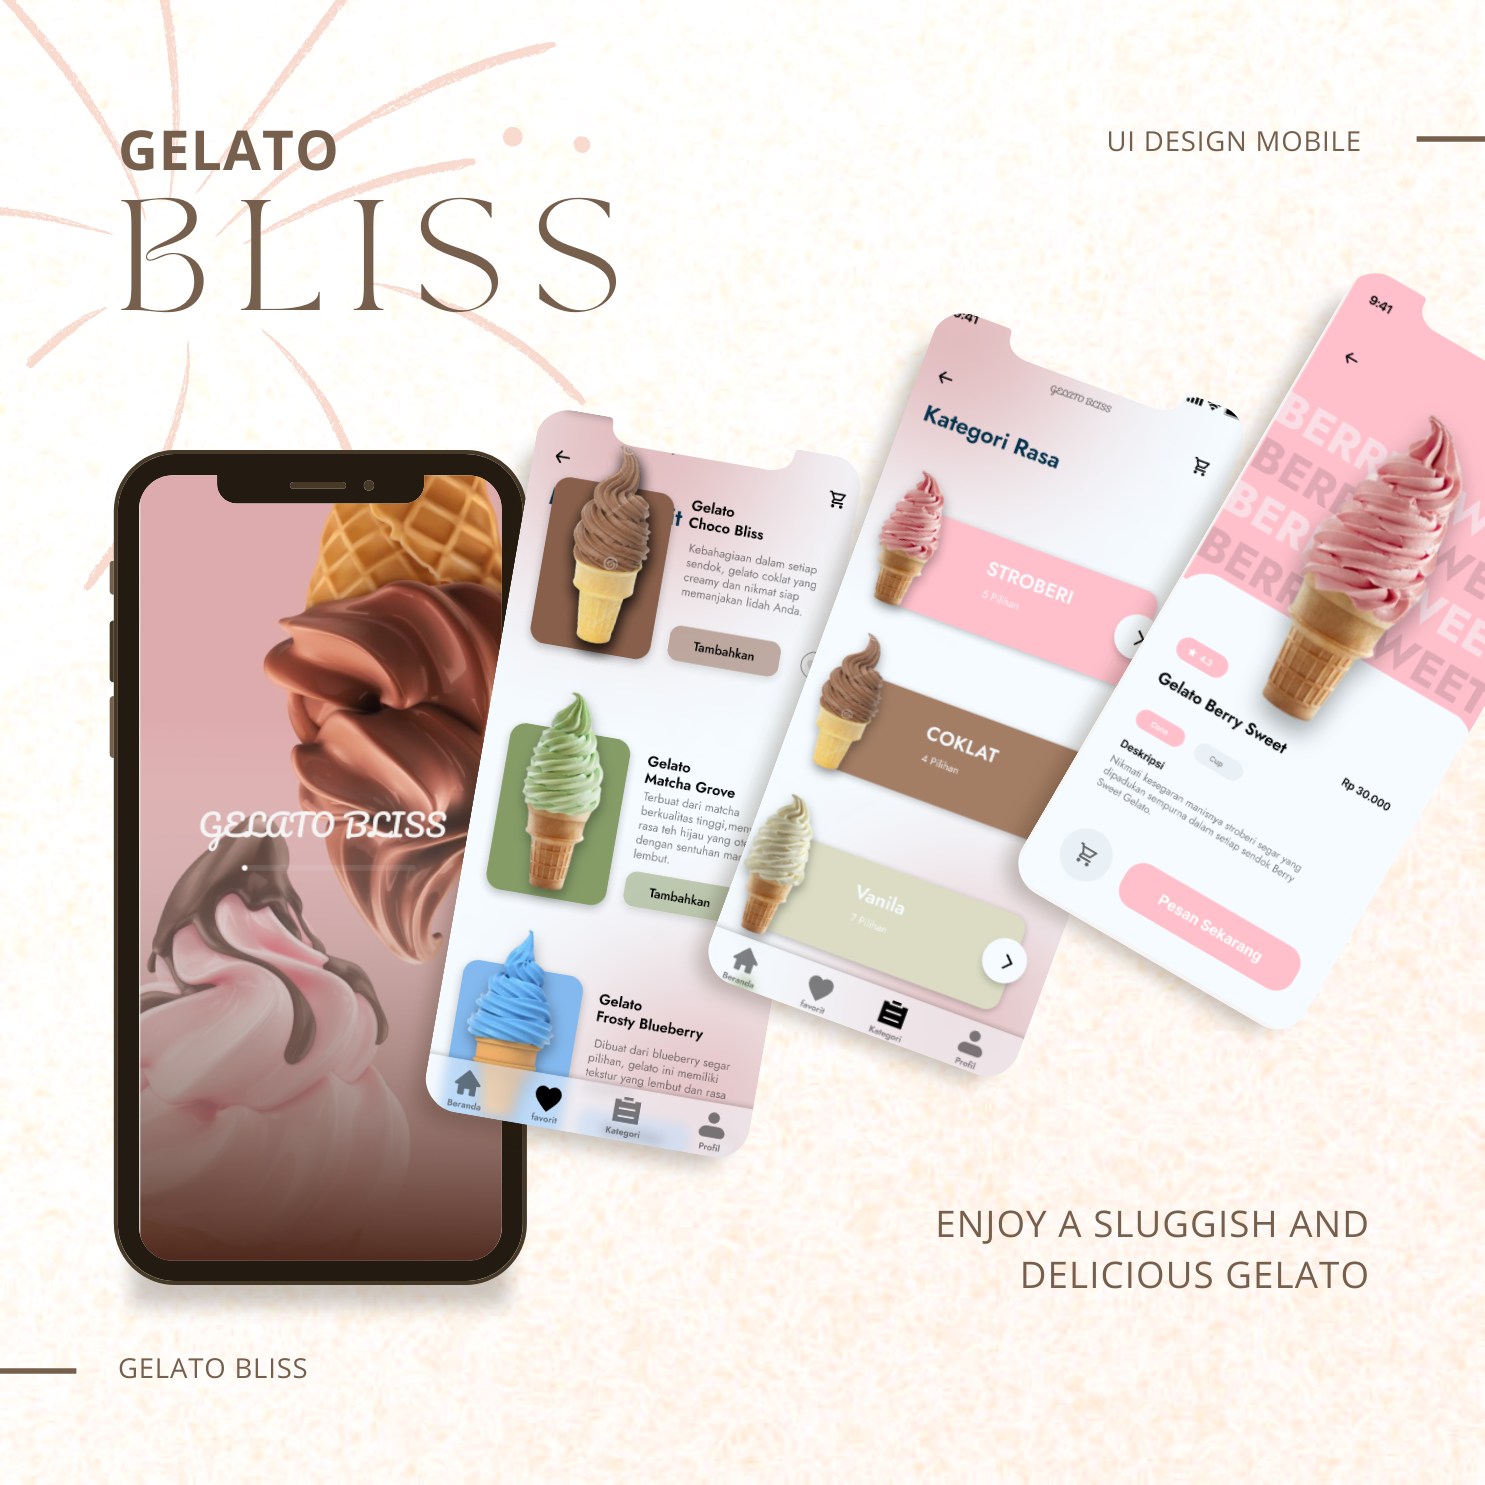 GELATO
BLISS
UI DESIGN MOBILE
GELATO BLISS
Gelato
Choco Bliss
Kebahagiaan dalam setiap
sendok, gelato coklat yang
creamy dan nikmat siap
memanjakan lidah Anda.
Tambahkan
Gelato
Matcha Grove
Terbuat dari matcha
berkualitas tinggi,
rasa teh hijau yang
dengan sentuhan
lembut.
Tambahkan
Gelato
Frosty Blueberry
Dibuat dari blueberry segar
pilihan, gelato ini memiliki
tekstur yang lembut dan rasa
Beranda
favorit
Kategori
Profil
9:41
GELATO BLISS
Kategori Rasa
STROBERI
5 Pilihan
COKLAT
4 Pilihan
Vanila
7 Pilihan
Beranda
favorit
Kategori
Profil
9:41
BERRY SWEET
BERRY SWEET
BERRY SWEET
BERRY SWEET
★ 4.3
Gelato Berry Sweet
Cone
Cup
Rp 30.000
Deskripsi
Nikmati kesegaran manisnya stroberi segar yang
dipadukan sempurna dalam setiap sendok Berry
Sweet Gelato.
Pesan Sekarang
ENJOY A SLUGGISH AND
DELICIOUS GELATO
GELATO BLISS